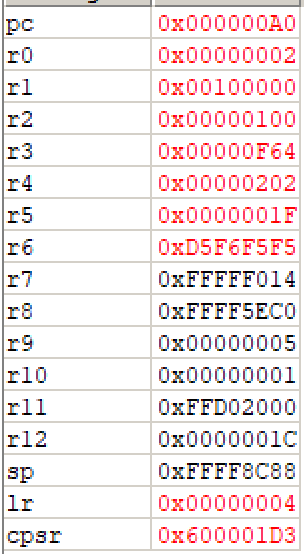 pc 0x000000A0
r0 0x00000002
r1 0x00100000
r2 0x00000100
r3 0x00000F64
r4 0x00000202
r5 0x0000001F
r6 0xD5F6F5F5
r7 0xFFFFF014
r8 0xFFFF5EC0
r9 0x00000005
r10 0x00000001
r11 0xFFD02000
r12 0x0000001C
sp 0xFFFF8C88
lr 0x00000004
cpsr 0x600001D3